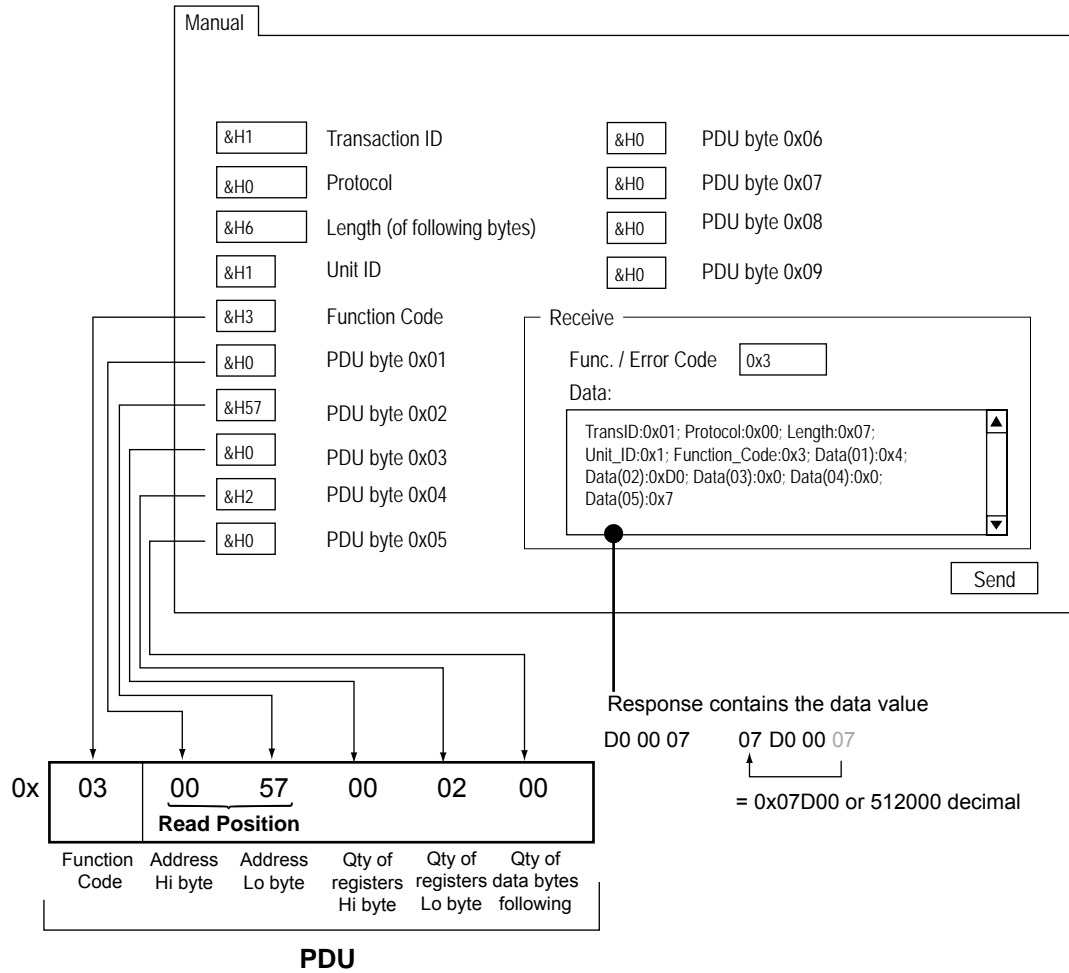 Manual
&H1 Transaction ID
&H0 Protocol
&H6 Length (of following bytes)
&H1 Unit ID
&H3 Function Code
&H0 PDU byte 0x01
&H57 PDU byte 0x02
&H0 PDU byte 0x03
&H2 PDU byte 0x04
&H0 PDU byte 0x05
&H0 PDU byte 0x06
&H0 PDU byte 0x07
&H0 PDU byte 0x08
&H0 PDU byte 0x09
Receive
Func. / Error Code 0x3
Data:
TransID:0x01; Protocol:0x00; Length:0x07;
Unit_ID:0x1; Function_Code:0x3; Data(01):0x4;
Data(02):0xD0; Data(03):0x0; Data(04):0x0;
Data(05):0x7
Send
Response contains the data value
D0 00 07 07 D0 00 07
= 0x07D00 or 512000 decimal
0x 03 00 57 00 02 00
Read Position
Function Code
Address Hi byte
Address Lo byte
Qty of registers Hi byte
Qty of registers Lo byte
Qty of data bytes following
PDU